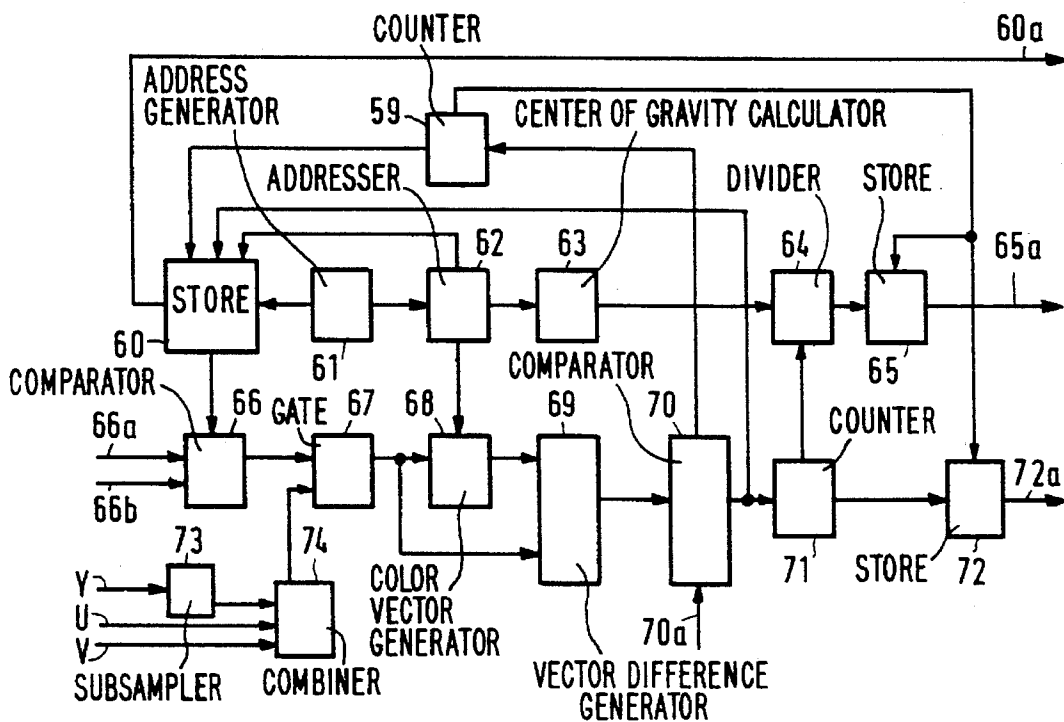 COUNTER
60a
ADDRESS
GENERATOR
59
CENTER OF GRAVITY CALCULATOR
ADDRESSER
DIVIDER
STORE
62
63
64
65a
STORE
60
61
65
COMPARATOR
COMPARATOR
66
GATE
67
68
69
70
COUNTER
66a
66b
72a
73
74
71
STORE
72
Y
U
V
COLOR
VECTOR
GENERATOR
70a
SUBSAMPLER
COMBINER
VECTOR DIFFERENCE
GENERATOR